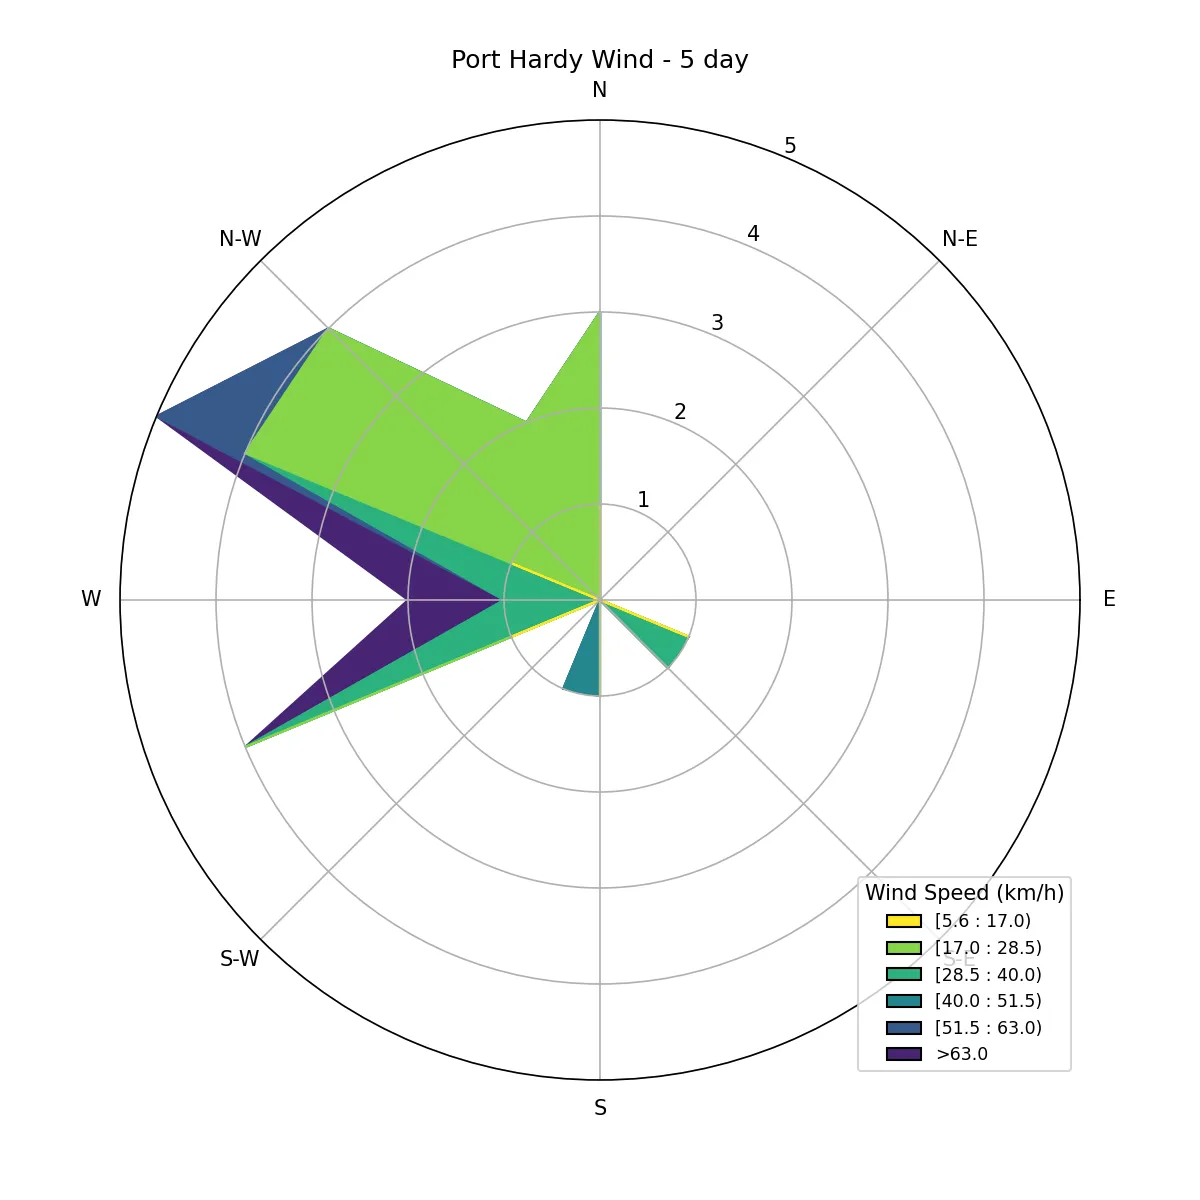 Port Hardy Wind - 5 day
N
5
N-W
4
N-E
3
2
1
W
E
Wind Speed (km/h)
[5.6 : 17.0)
[17.0 : 28.5)
S-W
S-E
[28.5 : 40.0)
[40.0 : 51.5)
[51.5 : 63.0)
>63.0
S